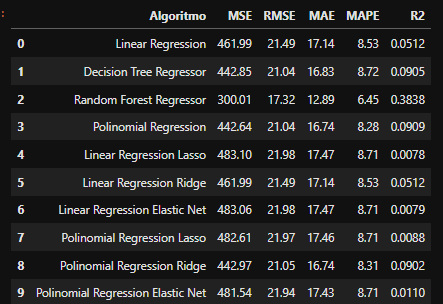 Algoritmo MSE RMSE MAE MAPE R2
0 Linear Regression 461.99 21.49 17.14 8.53 0.0512
1 Decision Tree Regressor 442.85 21.04 16.83 8.72 0.0905
2 Random Forest Regressor 300.01 17.32 12.89 6.45 0.3838
3 Polinomial Regression 442.64 21.04 16.74 8.28 0.0909
4 Linear Regression Lasso 483.10 21.98 17.47 8.71 0.0078
5 Linear Regression Ridge 461.99 21.49 17.14 8.53 0.0512
6 Linear Regression Elastic Net 483.06 21.98 17.47 8.71 0.0079
7 Polinomial Regression Lasso 482.61 21.97 17.46 8.71 0.0088
8 Polinomial Regression Ridge 442.97 21.05 16.74 8.31 0.0902
9 Polinomial Regression Elastic Net 481.54 21.94 17.43 8.71 0.0110